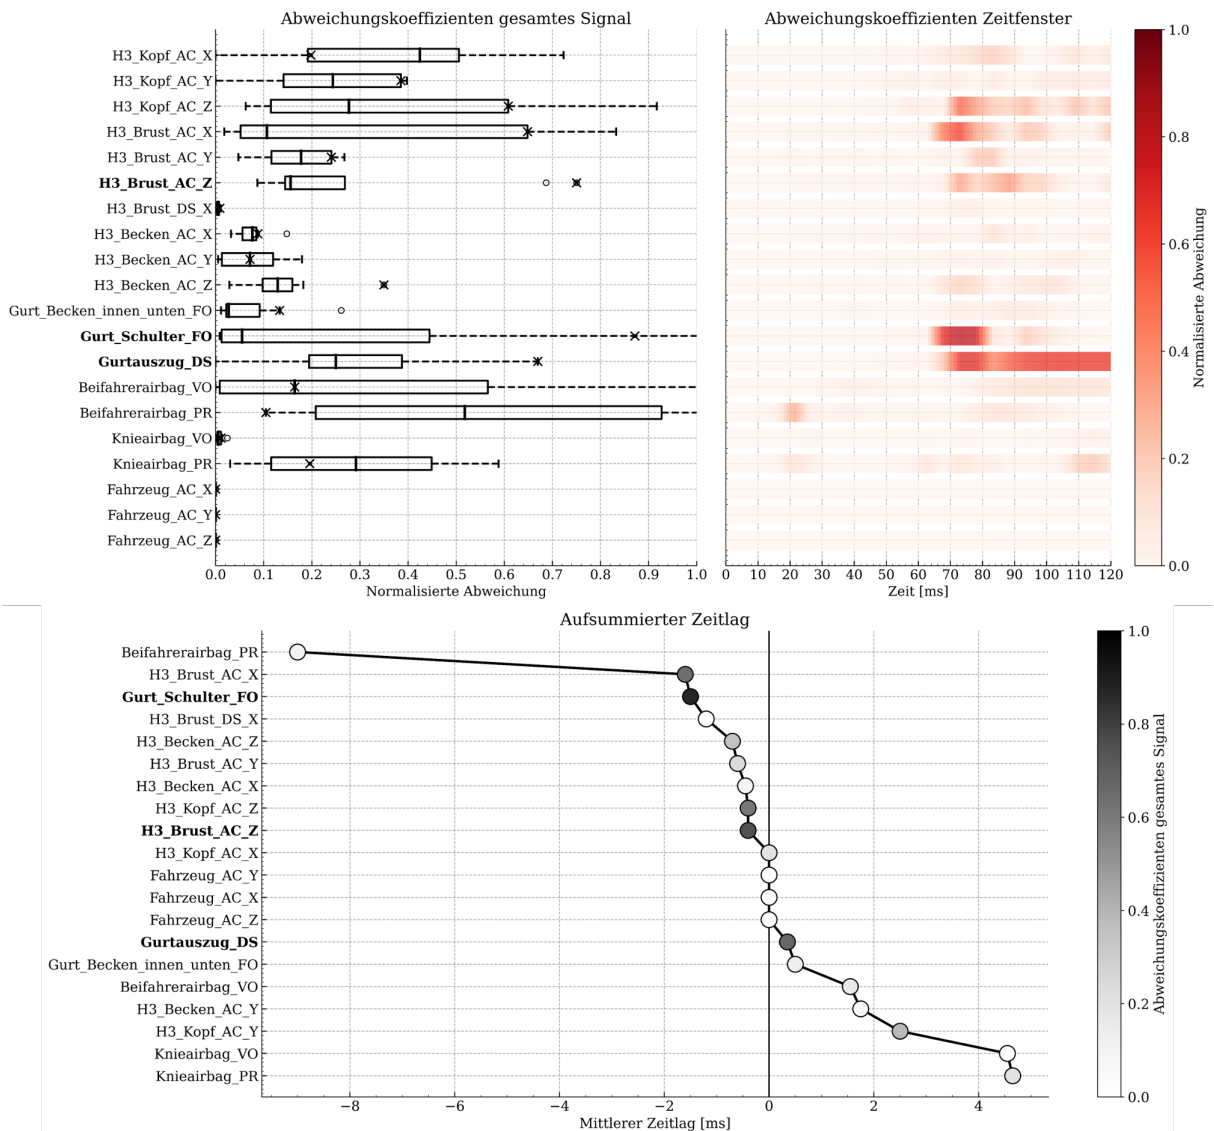 Abweichungskoeffizienten gesamtes Signal
H3_Kopf_AC_X
H3_Kopf_AC_Y
H3_Kopf_AC_Z
H3_Brust_AC_X
H3_Brust_AC_Y
H3_Brust_AC_Z
H3_Brust_DS_X
H3_Becken_AC_X
H3_Becken_AC_Y
H3_Becken_AC_Z
Gurt_Becken_innen_unten_FO
Gurt_Schulter_FO
Gurtauszug_DS
Beifahrerairbag_VO
Beifahrerairbag_PR
Knieairbag_VO
Knieairbag_PR
Fahrzeug_AC_X
Fahrzeug_AC_Y
Fahrzeug_AC_Z
0.0 0.1 0.2 0.3 0.4 0.5 0.6 0.7 0.8 0.9 1.0
Normalisierte Abweichung
Abweichungskoeffizienten Zeitfenster
0 10 20 30 40 50 60 70 80 90 100 110 120
Zeit [ms]
1.0
0.8
0.6
0.4
0.2
0.0
Normalisierte Abweichung
Aufsummierter Zeitlag
Beifahrerairbag_PR
H3_Brust_AC_X
Gurt_Schulter_FO
H3_Brust_DS_X
H3_Becken_AC_Z
H3_Brust_AC_Y
H3_Becken_AC_X
H3_Kopf_AC_Z
H3_Brust_AC_Z
H3_Kopf_AC_X
Fahrzeug_AC_Y
Fahrzeug_AC_X
Fahrzeug_AC_Z
Gurtauszug_DS
Gurt_Becken_innen_unten_FO
Beifahrerairbag_VO
H3_Becken_AC_Y
H3_Kopf_AC_Y
Knieairbag_VO
Knieairbag_PR
−8 −6 −4 −2 0 2 4
Mittlerer Zeitlag [ms]
1.0
0.8
0.6
0.4
0.2
0.0
Abweichungskoeffizienten gesamtes Signal